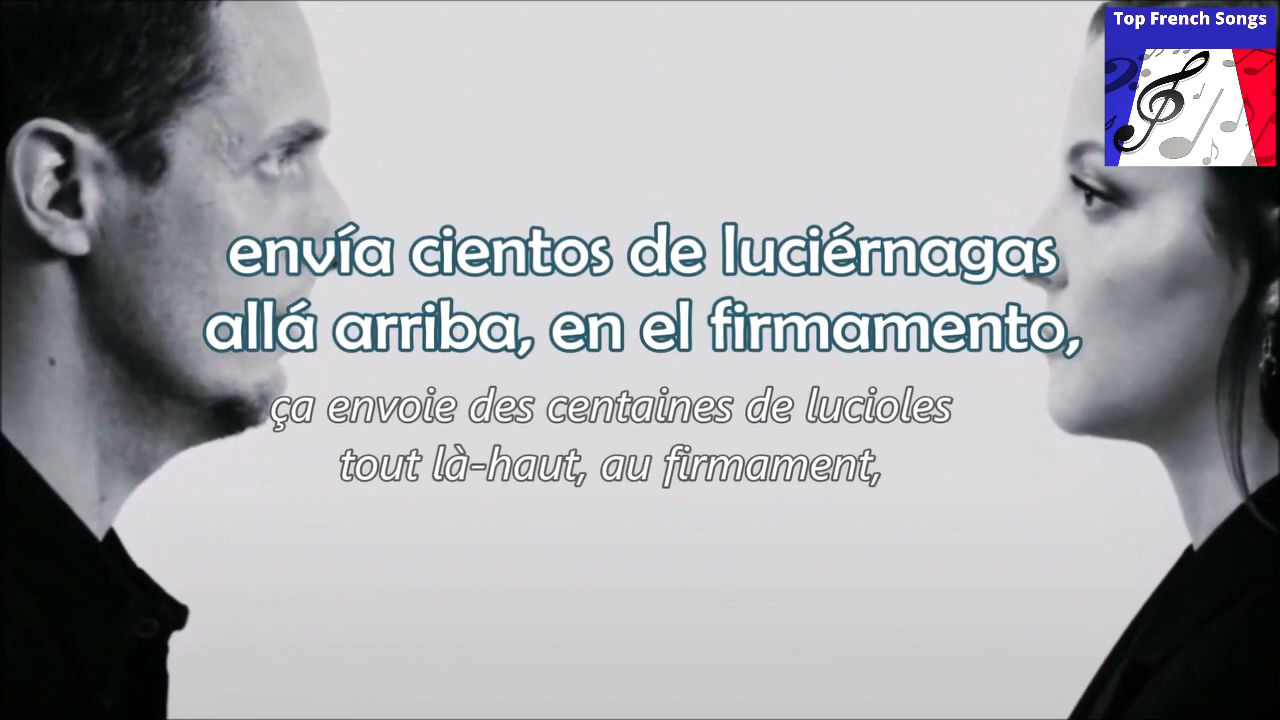 Top French Songs
envía cientos de luciérnagas
allá arriba, en el firmamento,
ça envoie des centaines de lucioles
tout là-haut, au firmament,